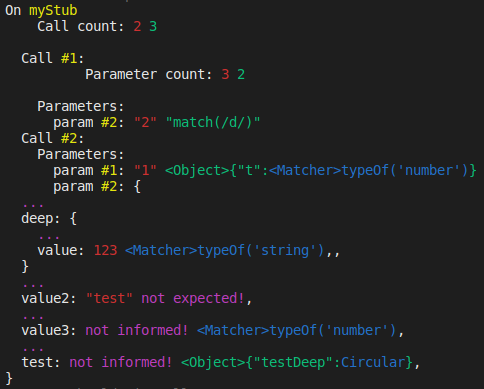 On myStub
Call count: 2 3
Call #1:
Parameter count: 3 2
Parameters:
param #2: "2" "match(/d/)"
Call #2:
Parameters:
param #1: "1" <Object>{"t":<Matcher>typeOf('number')}
param #2: {
...
deep: {
...
value: 123 <Matcher>typeOf('string'),,
}
...
value2: "test" not expected!,
...
value3: not informed! <Matcher>typeOf('number'),
...
test: not informed! <Object>{"testDeep":Circular},
}